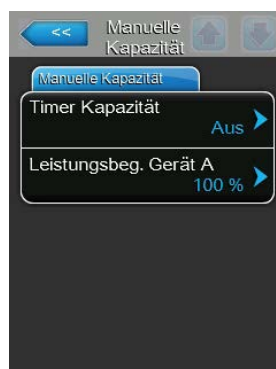 <<
Manuelle
Kapazität
Manuelle Kapazität
Timer Kapazität
Aus
Leistungsbeg. Gerät A
100 %